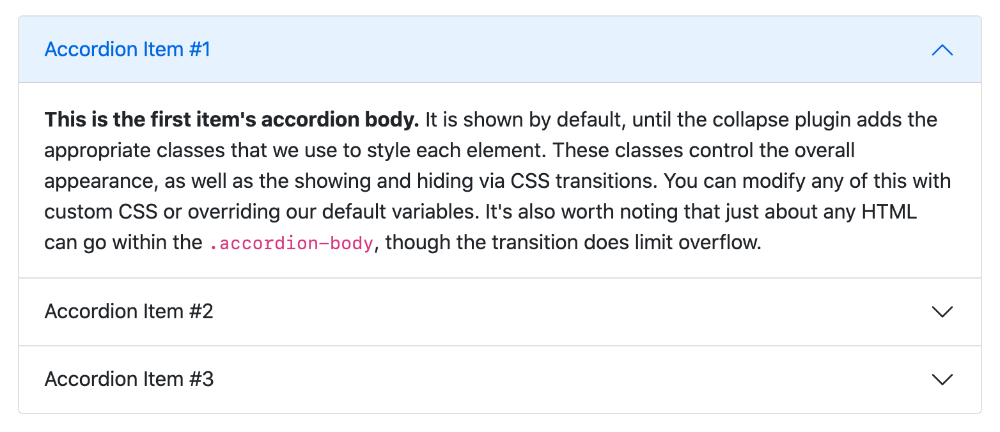 Accordion Item #1
This is the first item's accordion body. It is shown by default, until the collapse plugin adds the
appropriate classes that we use to style each element. These classes control the overall
appearance, as well as the showing and hiding via CSS transitions. You can modify any of this with
custom CSS or overriding our default variables. It's also worth noting that just about any HTML
can go within the .accordion-body, though the transition does limit overflow.
Accordion Item #2
Accordion Item #3